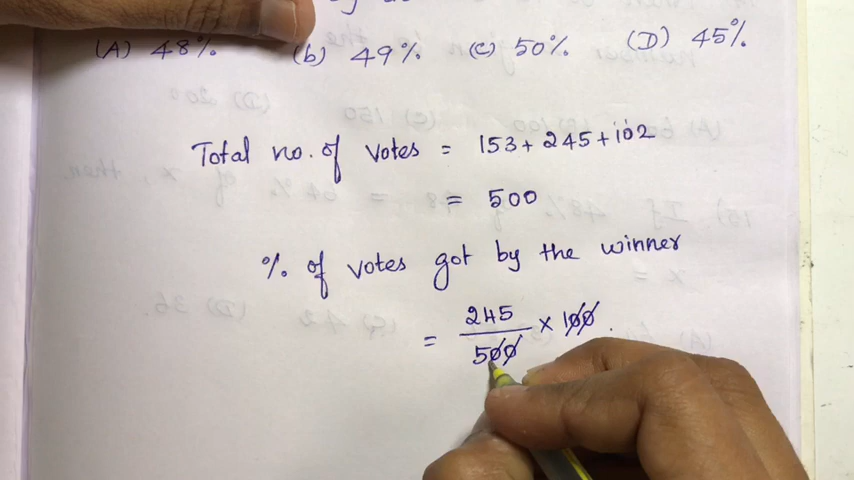 (A) 48% (b) 49% (C) 50% (D) 45%
Total no. of votes = 153 + 245 + 102
= 500
% of votes got by the winner
= 245/500 × 100